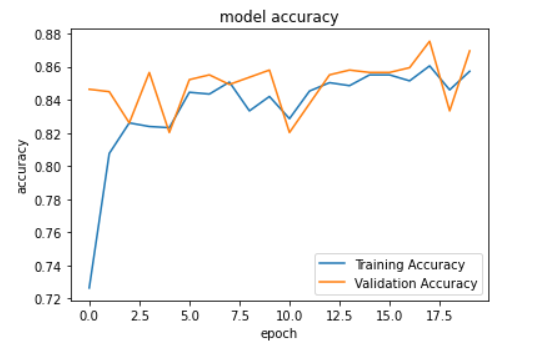 model accuracy
0.88
0.86
0.84
0.82
0.80
0.78
0.76
0.74
0.72
accuracy
Training Accuracy
Validation Accuracy
0.0 2.5 5.0 7.5 10.0 12.5 15.0 17.5
epoch